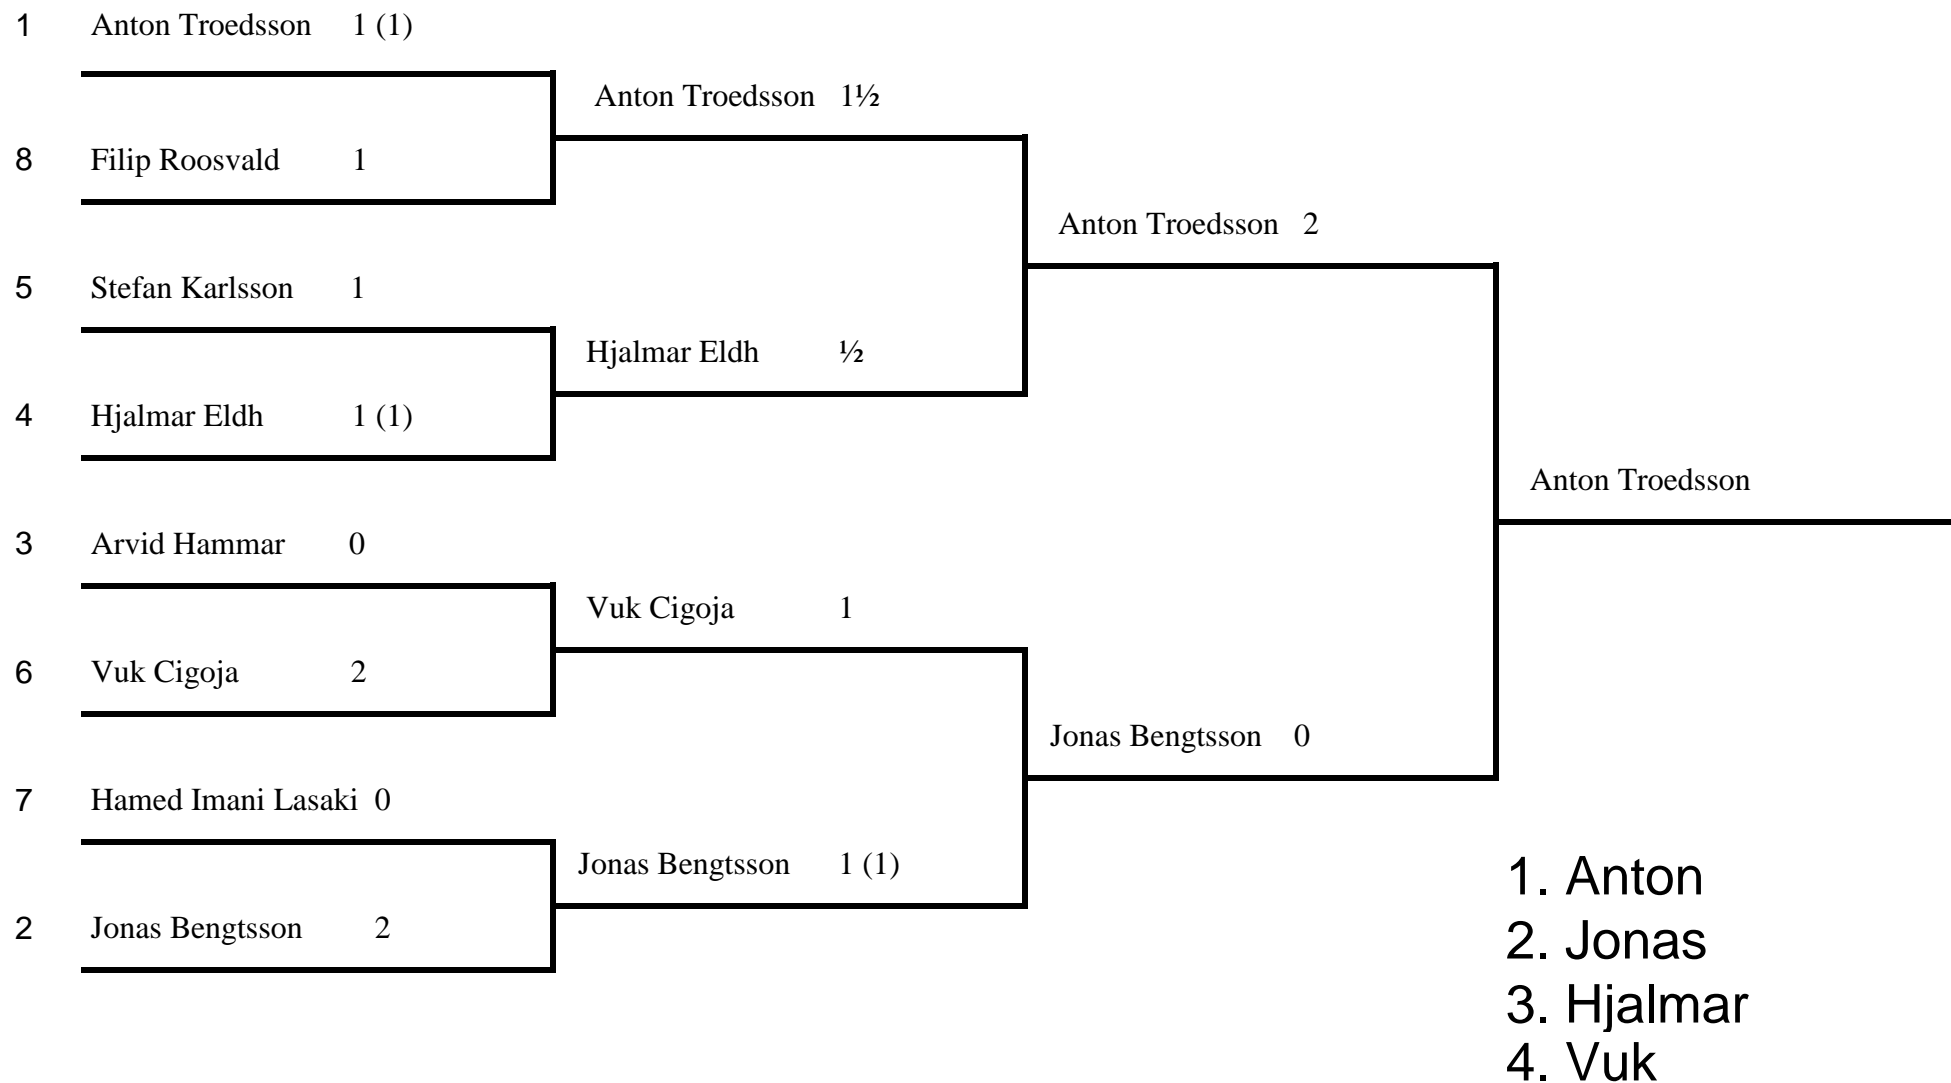 1 Anton Troedsson 1 (1)
Anton Troedsson 1½
8 Filip Roosvald 1
Anton Troedsson 2
5 Stefan Karlsson 1
Hjalmar Eldh ½
4 Hjalmar Eldh 1 (1)
Anton Troedsson
3 Arvid Hammar 0
Vuk Cigoja 1
6 Vuk Cigoja 2
Jonas Bengtsson 0
7 Hamed Imani Lasaki 0
Jonas Bengtsson 1 (1)
2 Jonas Bengtsson 2
1. Anton
2. Jonas
3. Hjalmar
4. Vuk